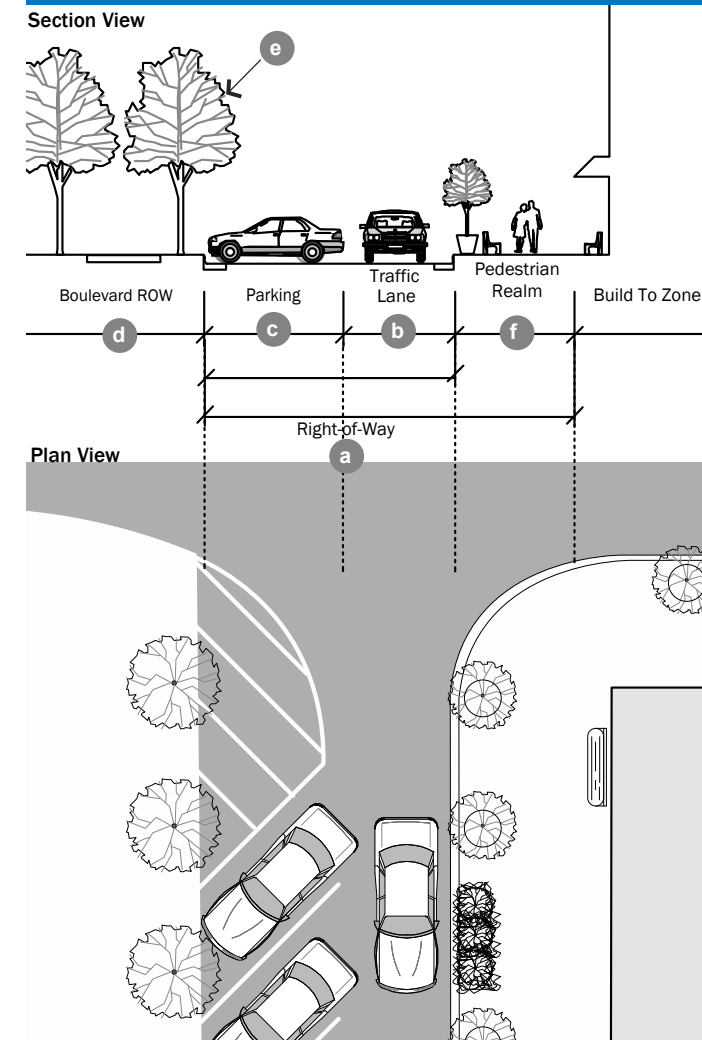 Section View
e
Boulevard ROW
Parking
Traffic
Lane
Pedestrian
Realm
Build To Zone
d
c
b
f
Right-of-Way
a
Plan View